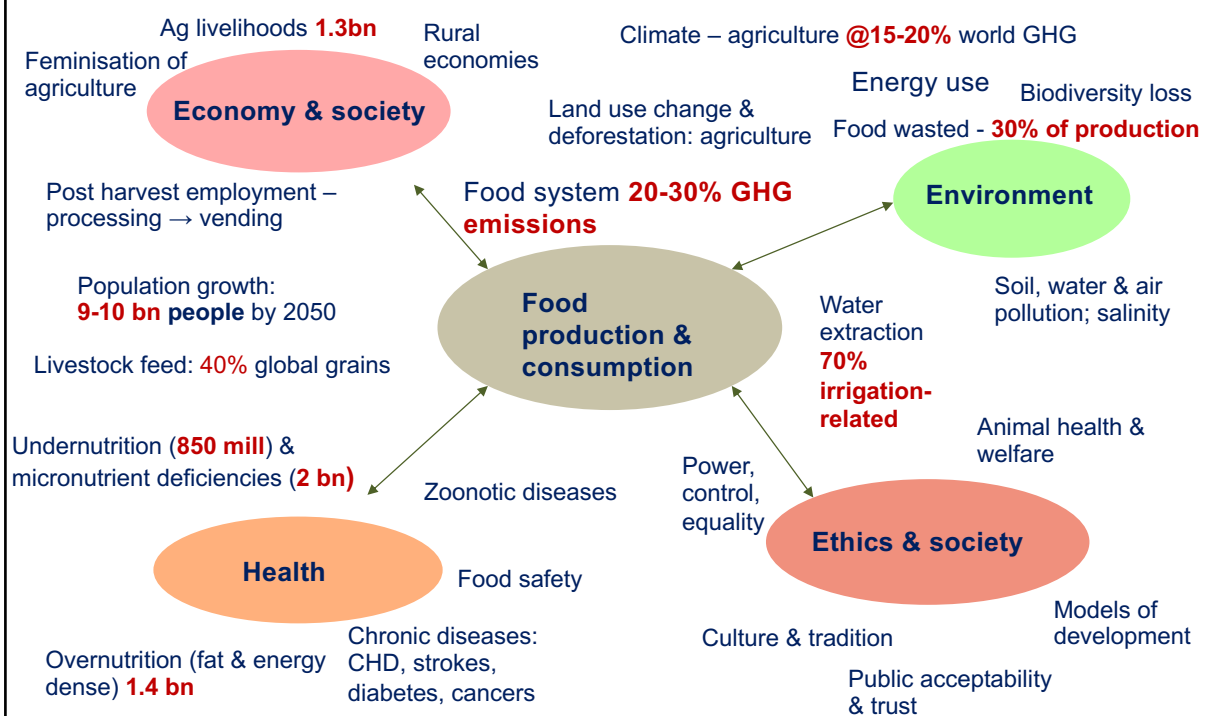 Ag livelihoods 1.3bn
Feminisation of
agriculture
Rural
economies
Economy & society
Post harvest employment –
processing → vending
Population growth:
9-10 bn people by 2050
Livestock feed: 40% global grains
Climate – agriculture @15-20% world GHG
Energy use
Biodiversity loss
Land use change &
deforestation: agriculture
Food wasted - 30% of production
Environment
Food system 20-30% GHG
emissions
Food
production &
consumption
Soil, water & air
pollution; salinity
Water
extraction
70%
irrigation-
related
Undernutrition (850 mill) &
micronutrient deficiencies (2 bn)
Zoonotic diseases
Health
Food safety
Chronic diseases:
CHD, strokes,
diabetes, cancers
Overnutrition (fat & energy
dense) 1.4 bn
Animal health &
welfare
Power,
control,
equality
Ethics & society
Models of
development
Culture & tradition
Public acceptability
& trust